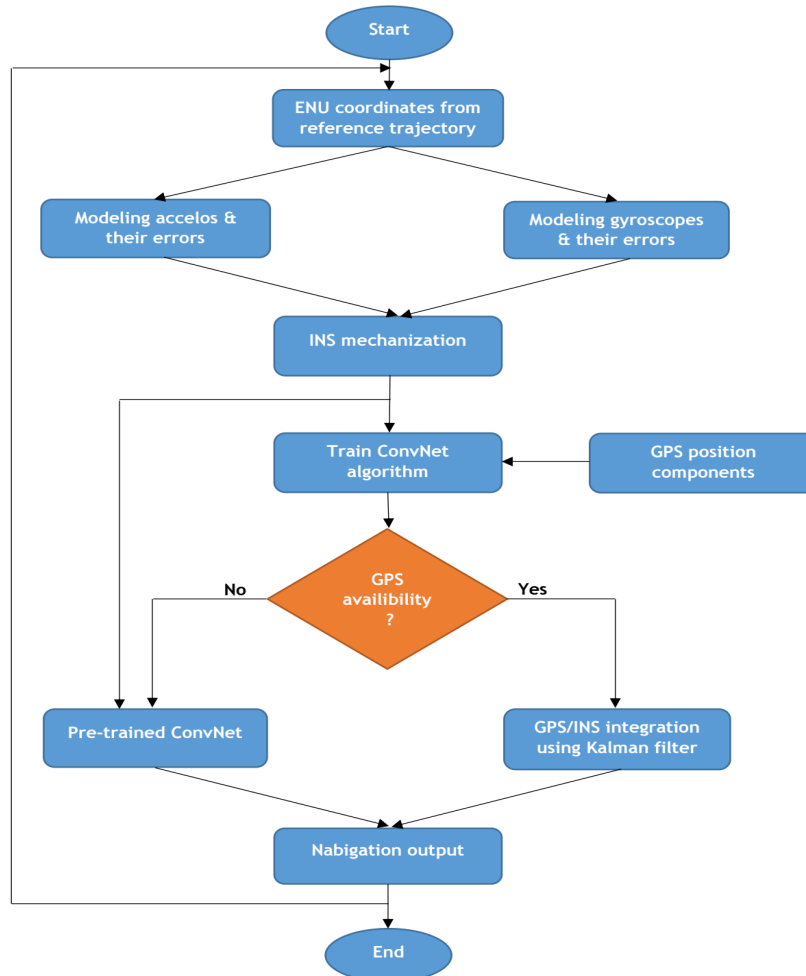 Start
ENU coordinates from
reference trajectory
Modeling accelos &
their errors
Modeling gyroscopes
& their errors
INS mechanization
Train ConvNet
algorithm
GPS position
components
GPS
availibility
?
No
Yes
Pre-trained ConvNet
GPS/INS integration
using Kalman filter
Nabigation output
End